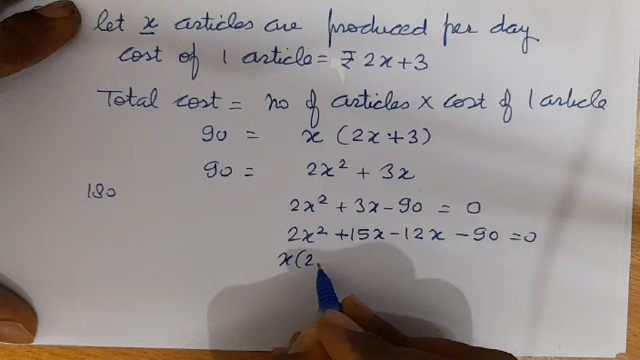 let x articles are produced per day
cost of 1 article = ₹ 2x+3
Total cost = no of articles × cost of 1 article
90 = x (2x+3)
90 = 2x² + 3x
180
2x² + 3x - 90 = 0
2x² + 15x - 12x - 90 = 0
x(2